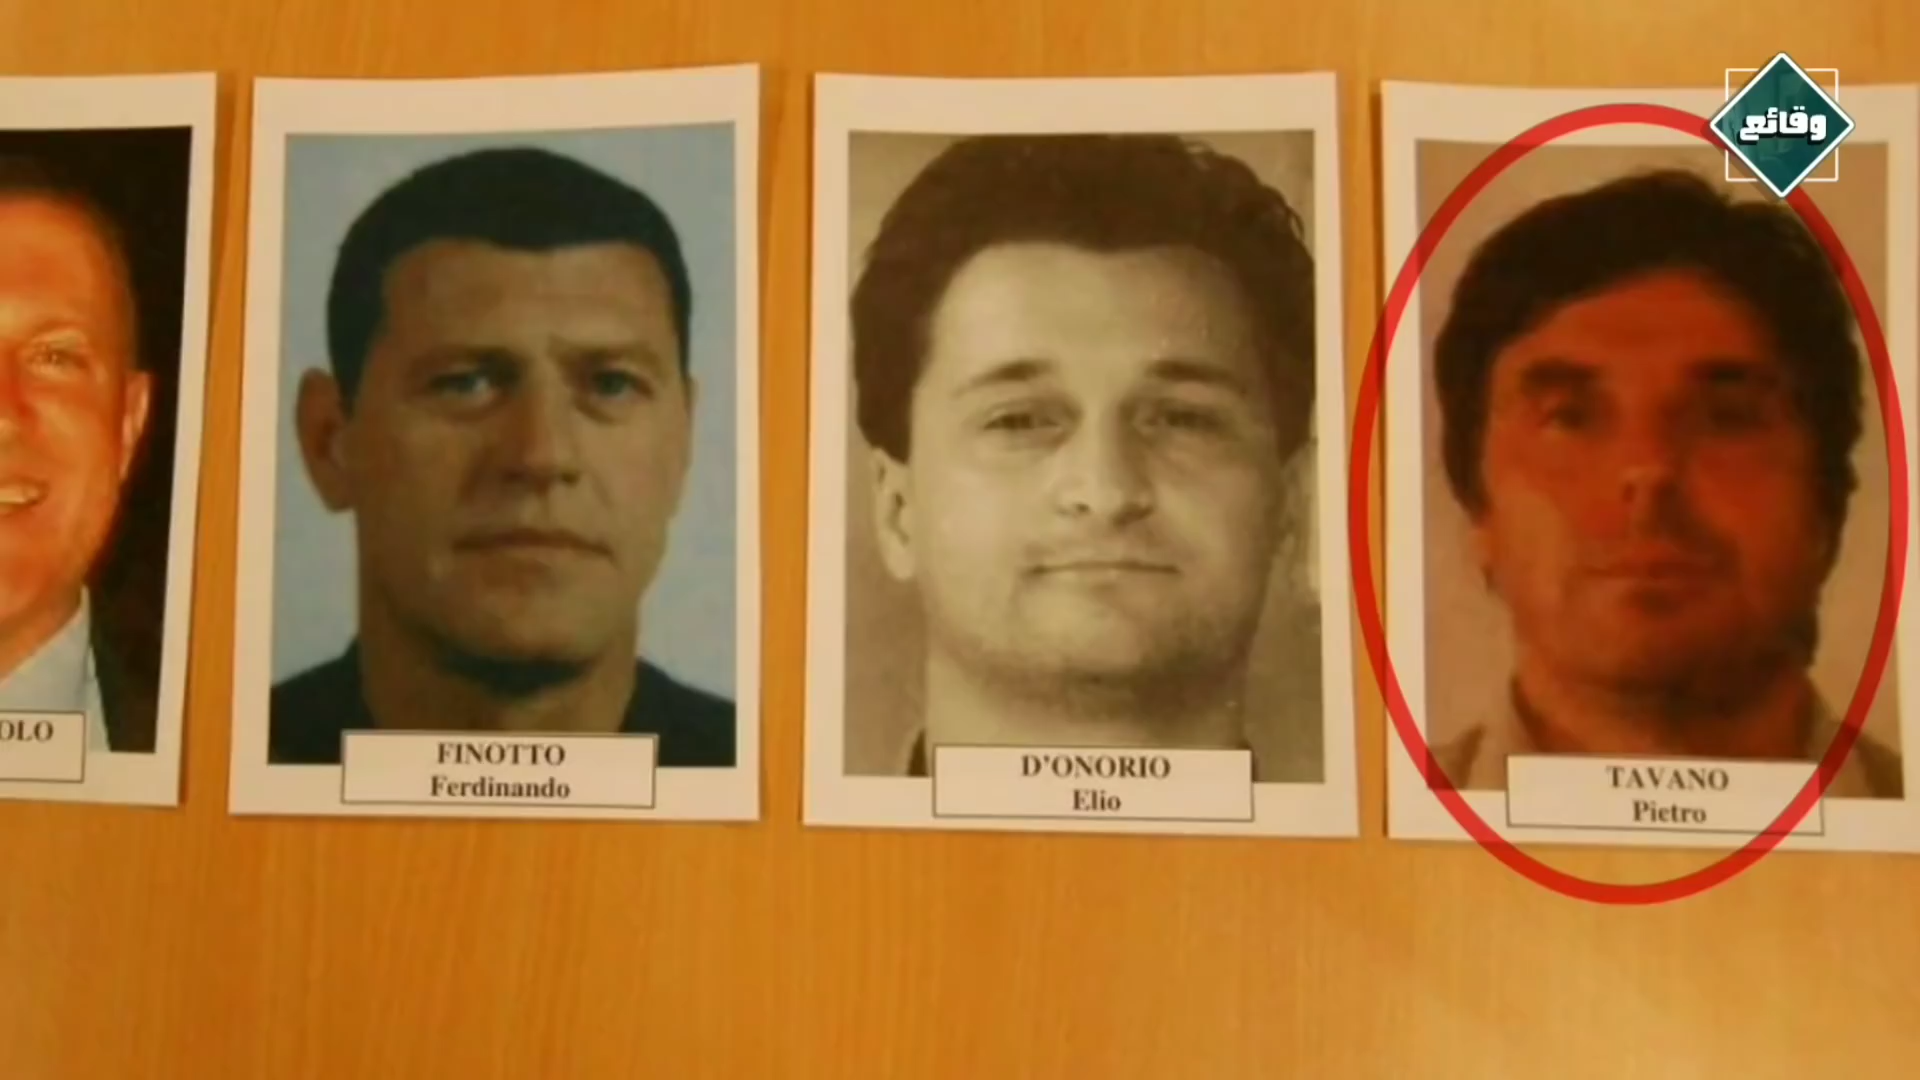 وقائع
OLO
FINOTTO
Ferdinando
D'ONORIO
Elio
TAVANO
Pietro